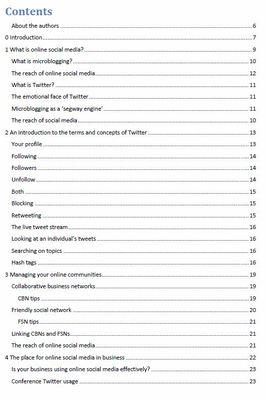 Contents
About the authors ........ 6
0 Introduction ........ 7
1 What is online social media? ........ 9
What is microblogging? ........ 10
The reach of online social media ........ 12
What is Twitter? ........ 11
The emotional face of Twitter ........ 11
Microblogging as a 'segway engine' ........ 11
The reach of social media ........ 10
2 An introduction to the terms and concepts of Twitter ........ 13
Your profile ........ 13
Following ........ 14
Followers ........ 14
Unfollow ........ 14
Both ........ 15
Blocking ........ 15
Retweeting ........ 15
The live tweet stream ........ 16
Looking at an individual's tweets ........ 16
Searching on topics ........ 16
Hash tags ........ 16
3 Managing your online communities ........ 19
Collaborative business networks ........ 19
CBN tips ........ 19
Friendly social network ........ 20
FSN tips ........ 21
Linking CBNs and FSNs ........ 21
The reach of online social media ........ 21
4 The place for online social media in business ........ 22
Is your business using online social media effectively? ........ 23
Conference Twitter usage ........ 23